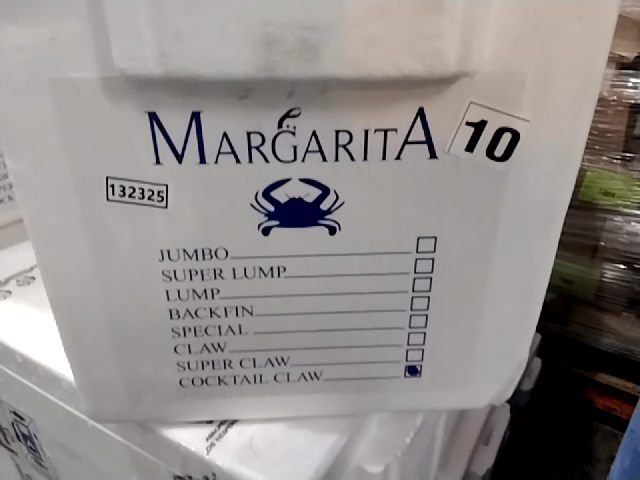 MARGARITA
10
132325
JUMBO
SUPER LUMP
LUMP
BACKFIN
SPECIAL
CLAW
SUPER CLAW
COCKTAIL CLAW